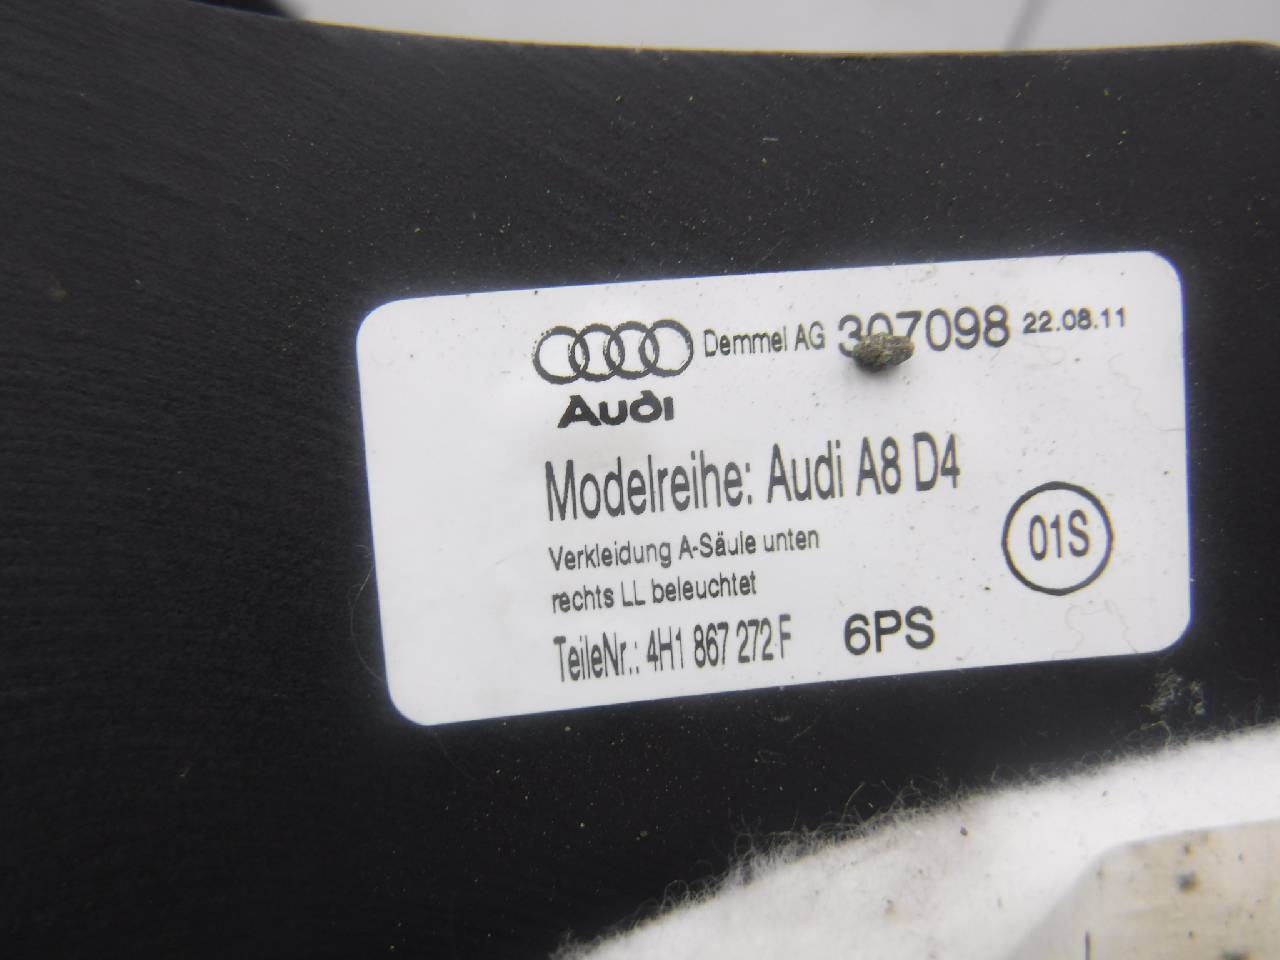 Demmel AG 307098 22.08.11
Audi
Modelreihe: Audi A8 D4
Verkleidung A-Säule unten
rechts LL beleuchtet
01S
TeileNr.: 4H1 867 272 F 6PS